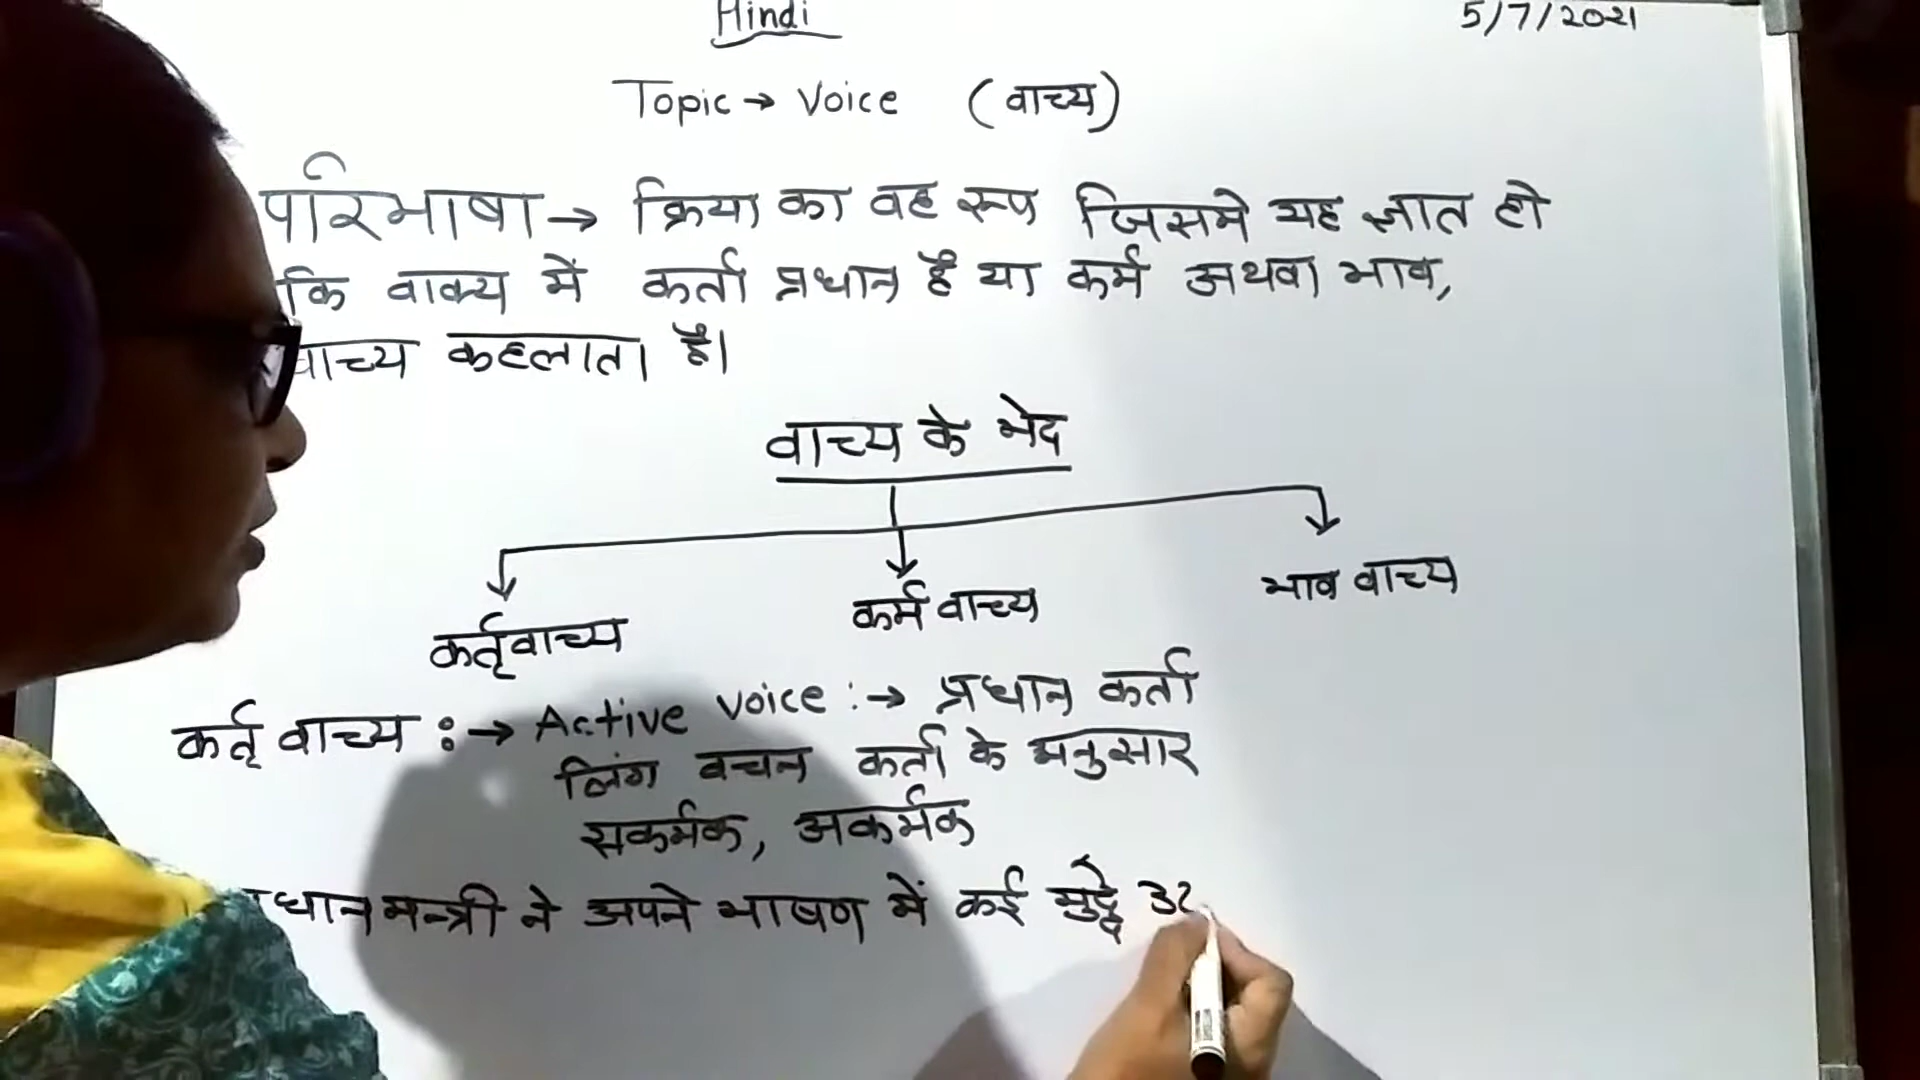 Hindi
5/7/2021
Topic → Voice (वाच्य)
परिभाषा → क्रिया का वह रूप जिसमे यह ज्ञात हो
कि वाक्य में कर्ता प्रधान है या कर्म अथवा भाव,
वाच्य कहलाता है।
वाच्य के भेद
कर्तृवाच्य कर्म वाच्य भाव वाच्य
कर्तृ वाच्य :→ Active voice :→ प्रधान कर्ता
लिंग वचन कर्ता के अनुसार
सकर्मक, अकर्मक
धानमन्त्री ने अपने भाषण में कई मुद्दे